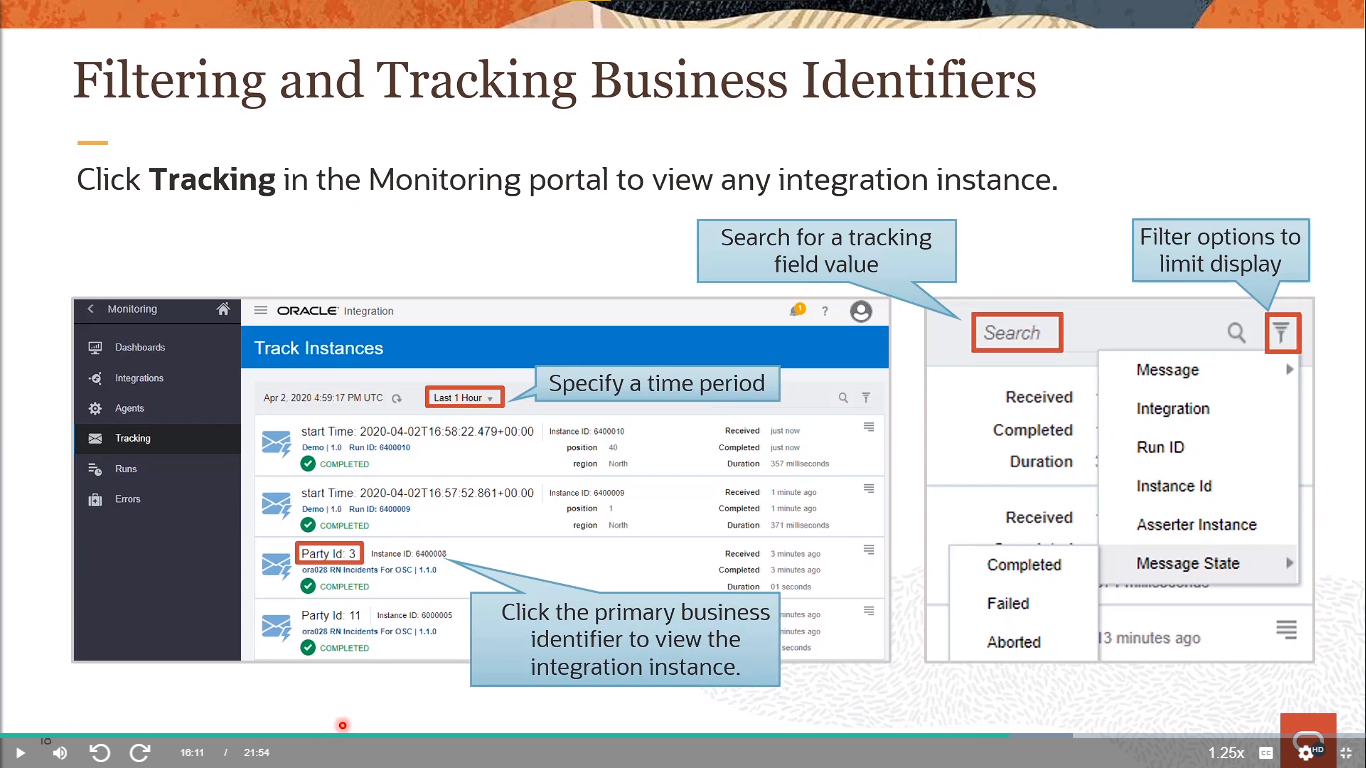 Filtering and Tracking Business Identifiers
Click Tracking in the Monitoring portal to view any integration instance.
Search for a tracking
field value
Filter options to
limit display
Monitoring
Dashboards
Integrations
Agents
Tracking
Runs
Errors
ORACLE Integration
1
?
Track Instances
Apr 2, 2020 4:59:17 PM UTC
Last 1 Hour
Specify a time period
start Time: 2020-04-02T16:58:22.479+00:00
Instance ID: 6400010
Received just now
Demo | 1.0 Run ID: 6400010
position 40
Completed just now
COMPLETED
region North
Duration 357 milliseconds
start Time: 2020-04-02T16:57:52.861+00:00
Instance ID: 6400009
Received 1 minute ago
Demo | 1.0 Run ID: 6400009
position 1
Completed 1 minute ago
COMPLETED
region North
Duration 371 milliseconds
Party Id: 3
Instance ID: 6400008
Received 3 minutes ago
ora028 RN Incidents For OSC | 1.1.0
Completed 3 minutes ago
COMPLETED
Duration 01 seconds
Party Id: 11
Instance ID: 6000005
minutes ago
ora028 RN Incidents For OSC | 1.1.0
minutes ago
COMPLETED
seconds
Click the primary business
identifier to view the
integration instance.
Search
Received
Completed
Duration
Received
Message
Integration
Run ID
Instance Id
Asserter Instance
Message State
Completed
Failed
Aborted
13 minutes ago
16:11 / 21:54
1.25x
CC
HD